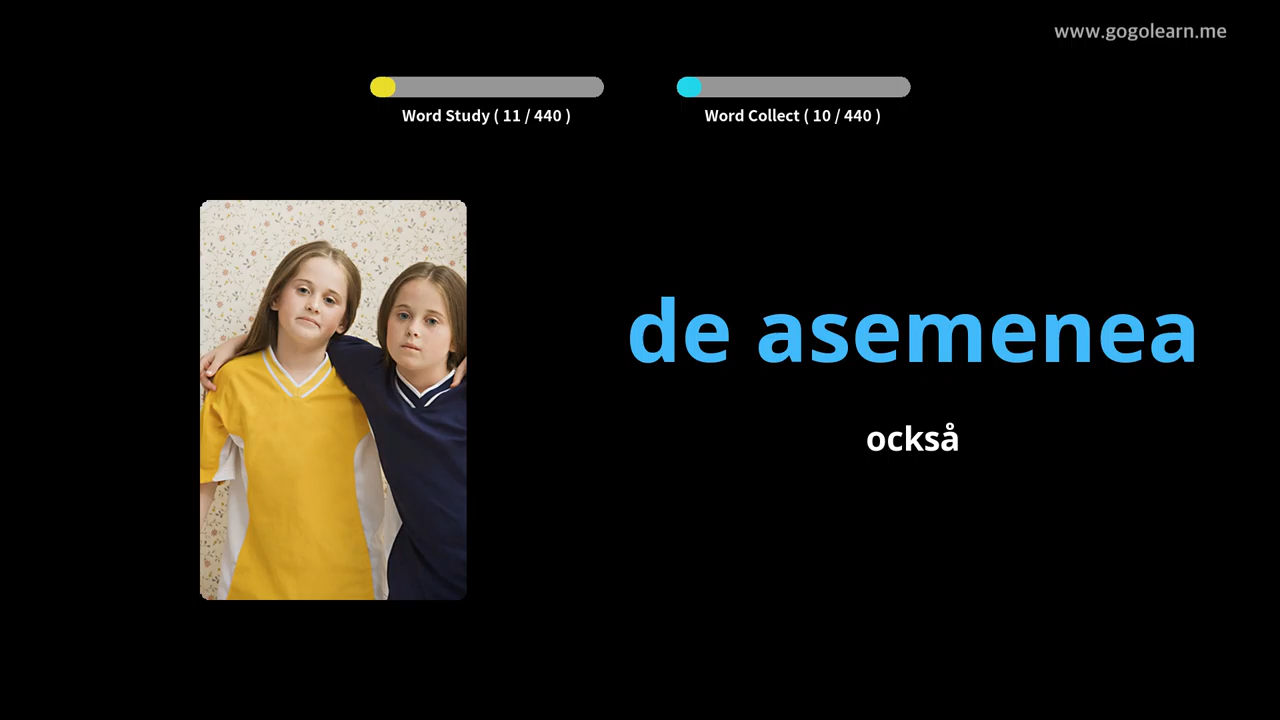 www.gogolearn.me
Word Study ( 11 / 440 )
Word Collect ( 10 / 440 )
de asemenea
också